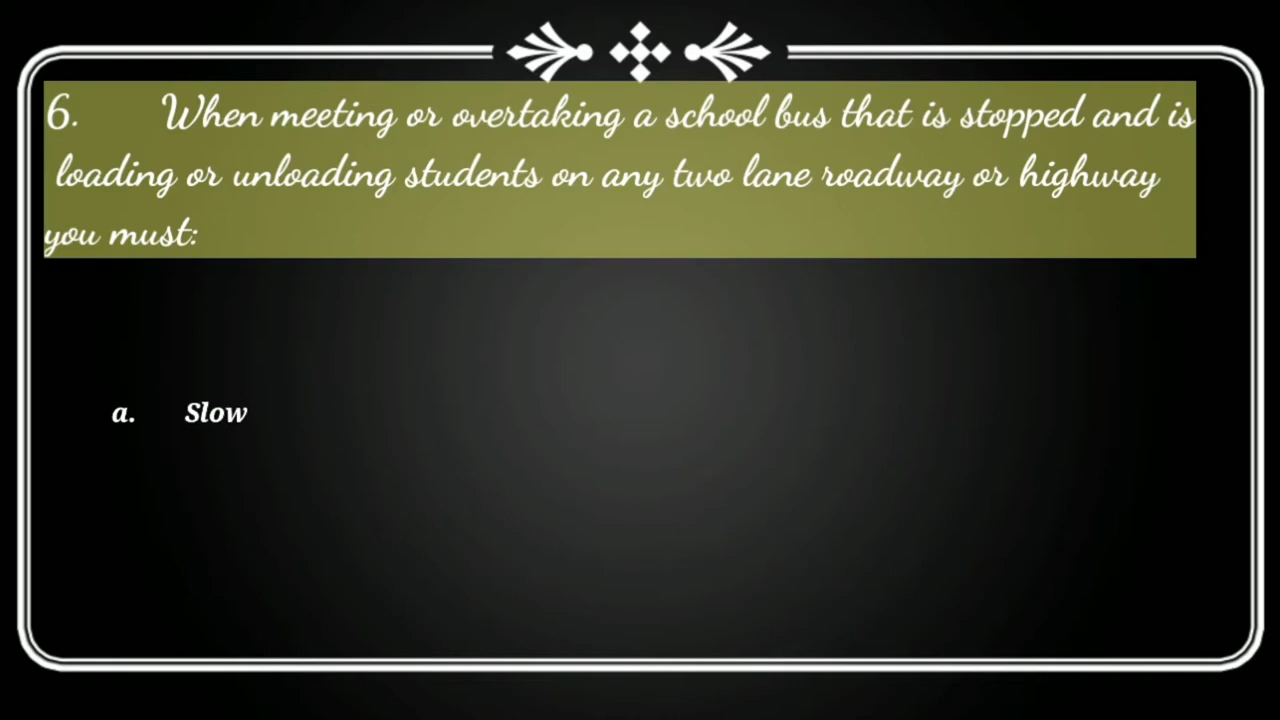 6. When meeting or overtaking a school bus that is stopped and is
loading or unloading students on any two lane roadway or highway
you must:
a. Slow